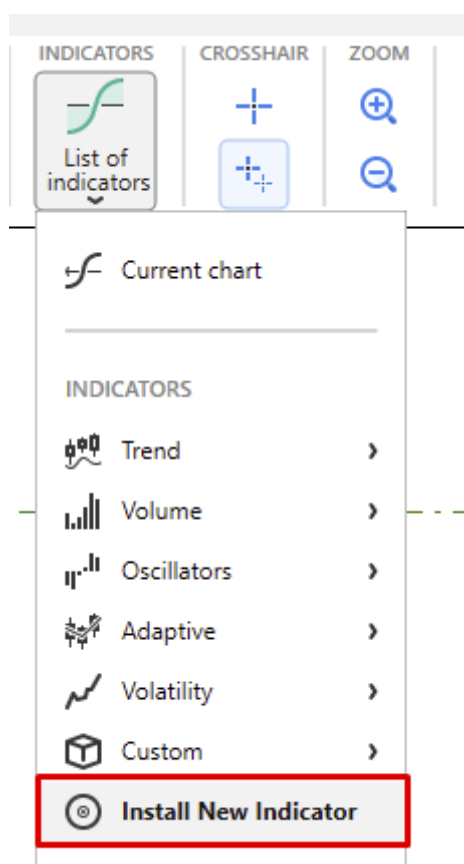 INDICATORS CROSSHAIR ZOOM
List of
indicators
Current chart
INDICATORS
Trend
Volume
Oscillators
Adaptive
Volatility
Custom
Install New Indicator